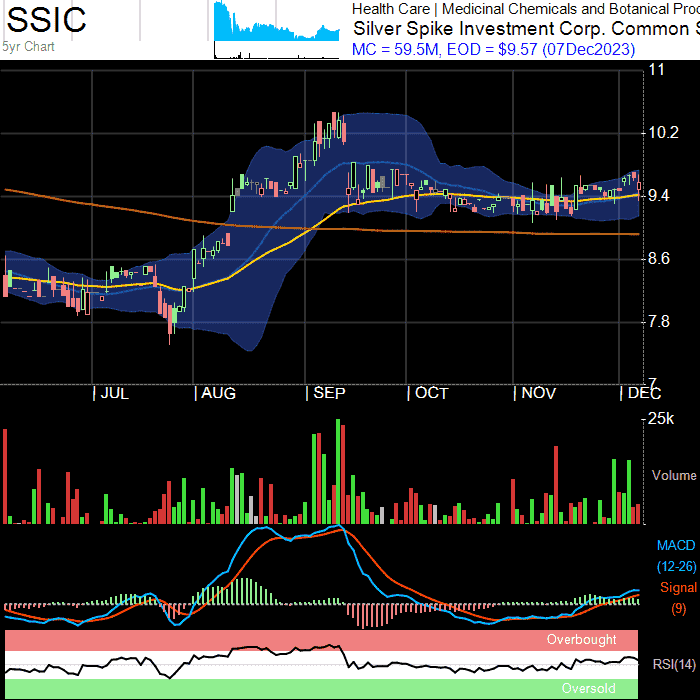 SSIC
5yr Chart
Health Care | Medicinal Chemicals and Botanical Pro
Silver Spike Investment Corp. Common
MC = 59.5M, EOD = $9.57 (07Dec2023)
11
10.2
9.4
8.6
7.8
7
| JUL | AUG | SEP | OCT | NOV | DEC
25k
Volume
MACD
(12-26)
Signal
(9)
Overbought
RSI(14)
Oversold